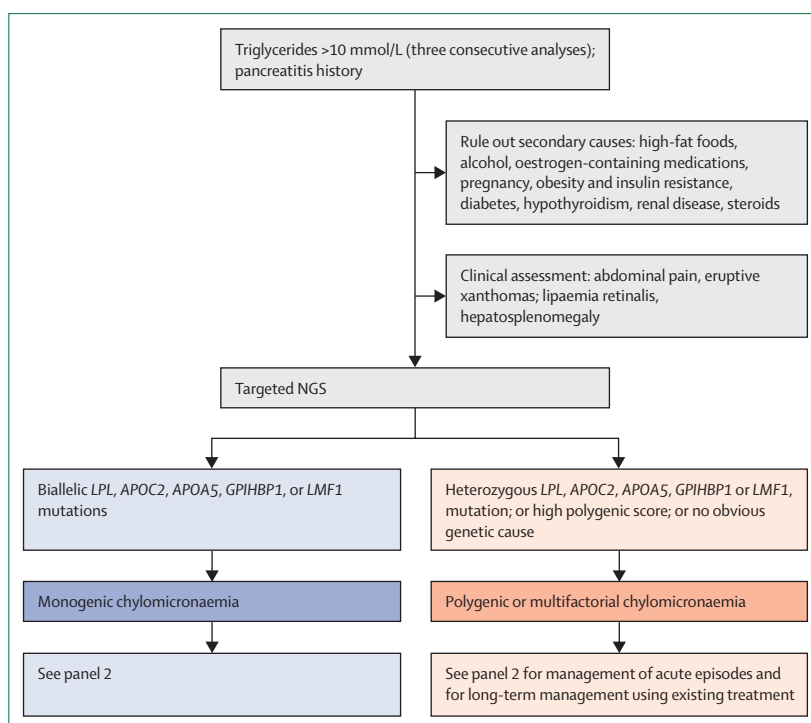 Triglycerides >10 mmol/L (three consecutive analyses);
pancreatitis history
Rule out secondary causes: high-fat foods,
alcohol, oestrogen-containing medications,
pregnancy, obesity and insulin resistance,
diabetes, hypothyroidism, renal disease, steroids
Clinical assessment: abdominal pain, eruptive
xanthomas; lipaemia retinalis,
hepatosplenomegaly
Targeted NGS
Biallelic LPL, APOC2, APOA5, GPIHBP1, or LMF1
mutations
Heterozygous LPL, APOC2, APOA5, GPIHBP1 or LMF1,
mutation; or high polygenic score; or no obvious
genetic cause
Monogenic chylomicronaemia
Polygenic or multifactorial chylomicronaemia
See panel 2
See panel 2 for management of acute episodes and
for long-term management using existing treatment